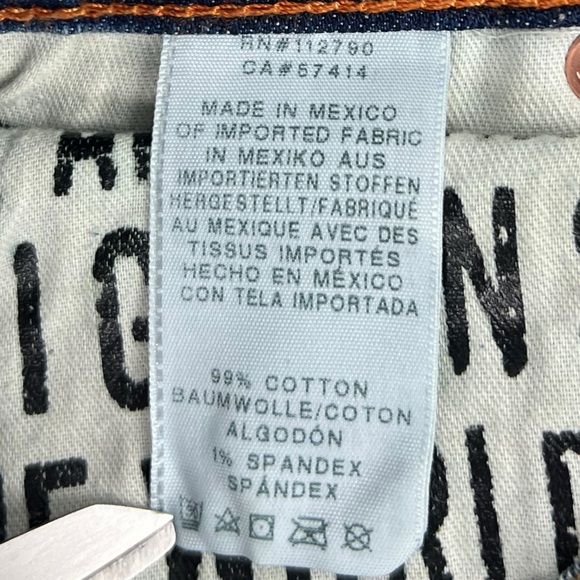 RN#112790
CA#57414
MADE IN MEXICO
OF IMPORTED FABRIC
IN MEXIKO AUS
IMPORTIERTEN STOFFEN
HERGESTELLT/FABRIQUÉ
AU MEXIQUE AVEC DES
TISSUS IMPORTÉS
HECHO EN MÉXICO
CON TELA IMPORTADA
99% COTTON
BAUMWOLLE/COTON
ALGODÓN
1% SPANDEX
SPÁNDEX